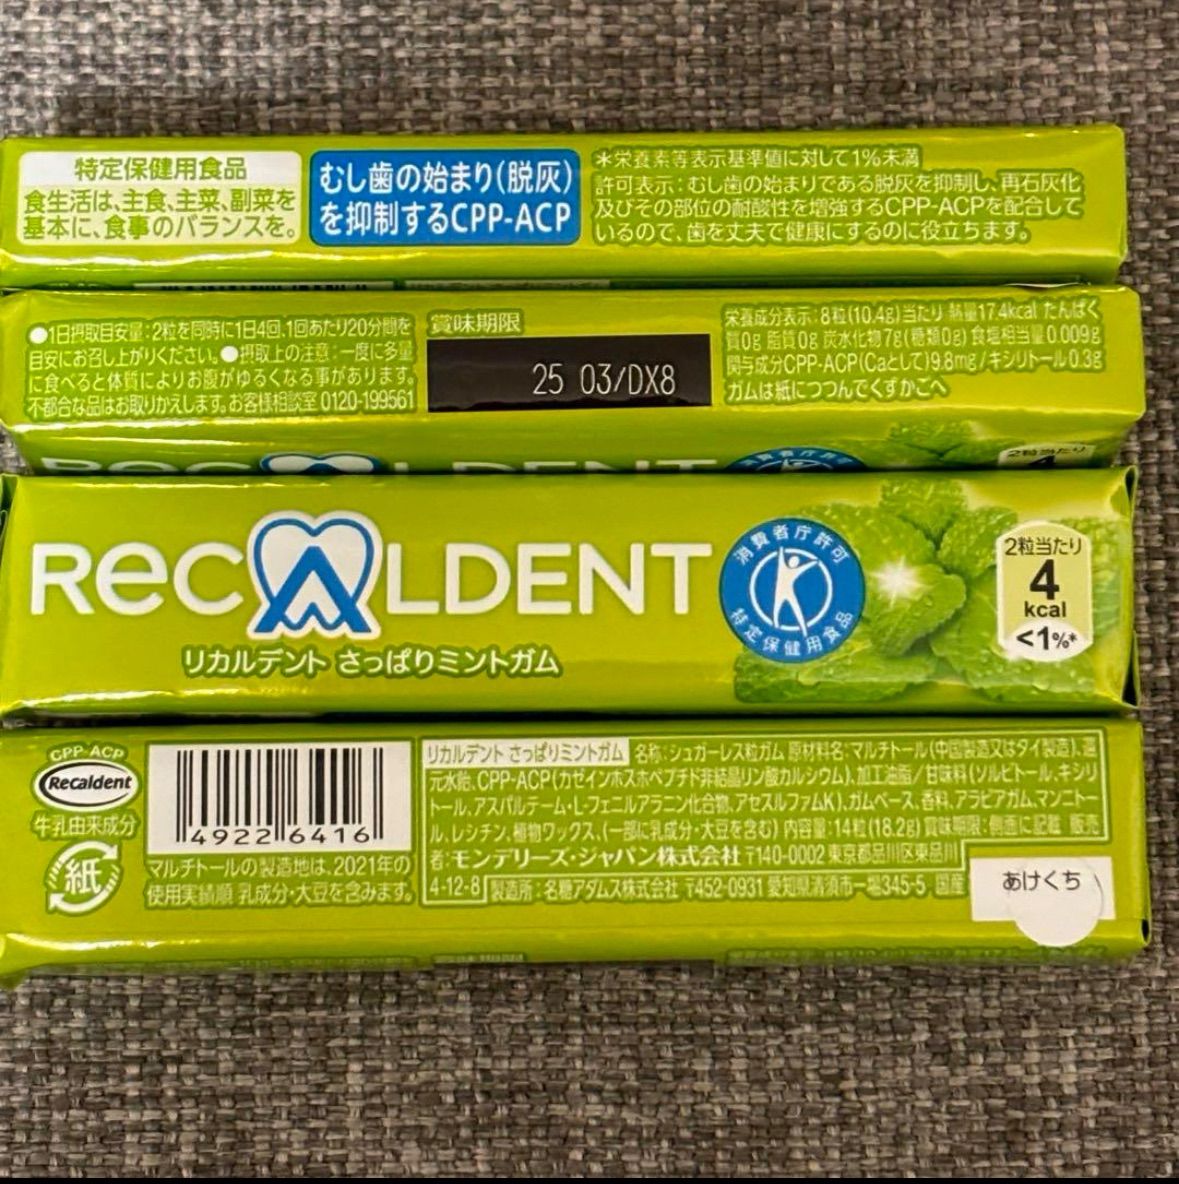 特定保健用食品
食生活は、主食、主菜、副菜を
基本に、食事のバランスを。
むし歯の始まり(脱灰)
を抑制するCPP-ACP
*栄養素等表示基準値に対して1%未満
許可表示:むし歯の始まりである脱灰を抑制し、再石灰化
及びその部位の耐酸性を増強するCPP-ACPを配合して
いるので、歯を丈夫で健康にするのに役立ちます。
●1日摂取目安量:2粒を同時に1日4回、1回あたり20分間を
目安にお召し上がりください。●摂取上の注意:一度に多量
に食べると体質によりお腹がゆるくなる事があります。
不都合な品はお取りかえします。お客様相談室 0120-199561
賞味期限
25 03/DX8
栄養成分表示:8粒(10.4g)当たり 熱量17.4kcal たんぱく
質0g 脂質0g 炭水化物7g(糖類0g) 食塩相当量0.009g
関与成分CPP-ACP(Caとして)9.8mg/キシリトール0.3g
ガムは紙につつんでくずかごへ
RECALDENT
消費者庁許可
2粒当たり
4
RECALDENT
リカルデント さっぱりミントガム
消費者庁許可
特定保健用食品
2粒当たり
4
kcal
<1%*
CPP-ACP
Recaldent
牛乳由来成分
紙
49226416
マルチトールの製造地は、2021年の
使用実績順 乳成分・大豆を含みます。
リカルデント さっぱりミントガム 名称:シュガーレス粒ガム 原材料名:マルチトール(中国製造又はタイ製造)、還
元水飴、CPP-ACP(カゼインホスホペプチド非結晶リン酸カルシウム)、加工油脂/甘味料(ソルビトール、キシリ
トール、アスパルテーム・L-フェニルアラニン化合物、アセスルファムK)、ガムベース、香料、アラビアガム、マンニトー
ル、レシチン、植物ワックス、(一部に乳成分・大豆を含む) 内容量:14粒(18.2g) 賞味期限:側面に記載 販売
者:モンデリーズ・ジャパン株式会社 〒140-0002 東京都品川区東品川
4-12-8 製造所:名糖アダムス株式会社 〒452-0931 愛知県清須市一場345-5 国産
あけくち